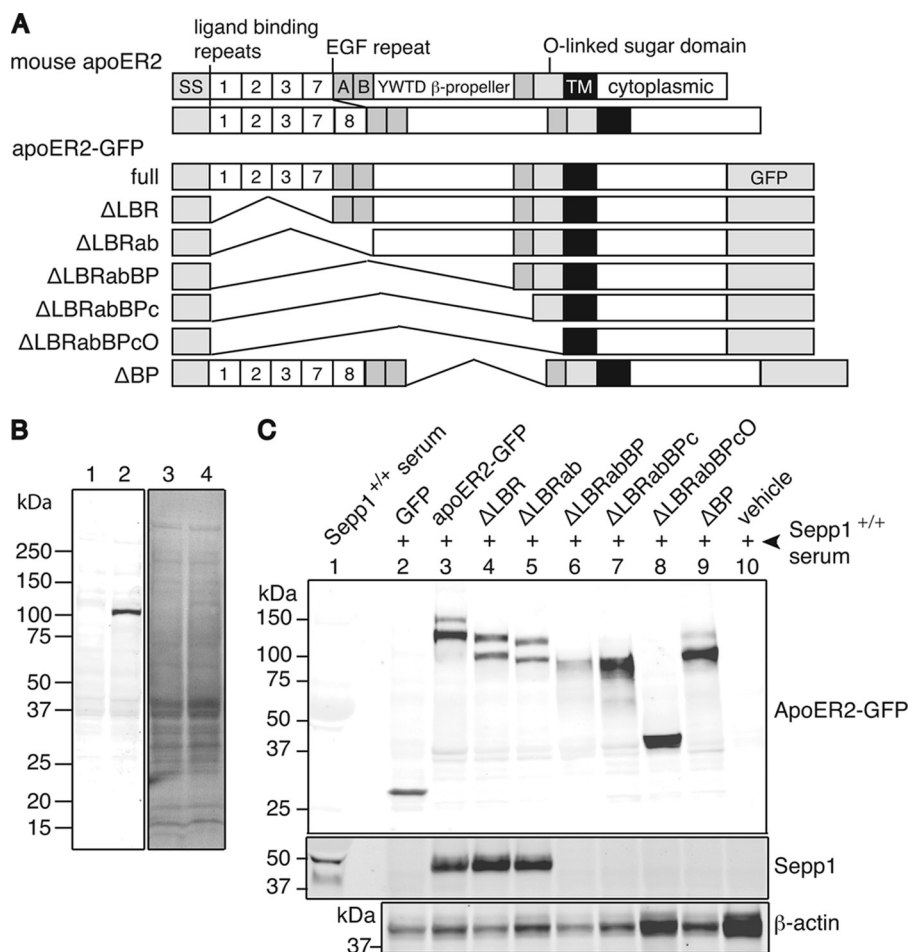 A
ligand binding
repeats
EGF repeat
O-linked sugar domain
mouse apoER2
SS 1 2 3 7 A B YWTD β-propeller TM cytoplasmic
1 2 3 7 8
apoER2-GFP
full 1 2 3 7 GFP
ΔLBR
ΔLBRab
ΔLBRabBP
ΔLBRabBPc
ΔLBRabBPcO
ΔBP 1 2 3 7 8
B
1 2 3 4
kDa
250
150
100
75
50
37
25
20
15
C
Sepp1+/+ serum
GFP
apoER2-GFP
ΔLBR
ΔLBRab
ΔLBRabBP
ΔLBRabBPc
ΔLBRabBPcO
ΔBP
vehicle
+ + + + + + + + + Sepp1 +/+
serum
1 2 3 4 5 6 7 8 9 10
kDa
150
100
75
50
37
25
ApoER2-GFP
50
37
Sepp1
kDa
37
β-actin